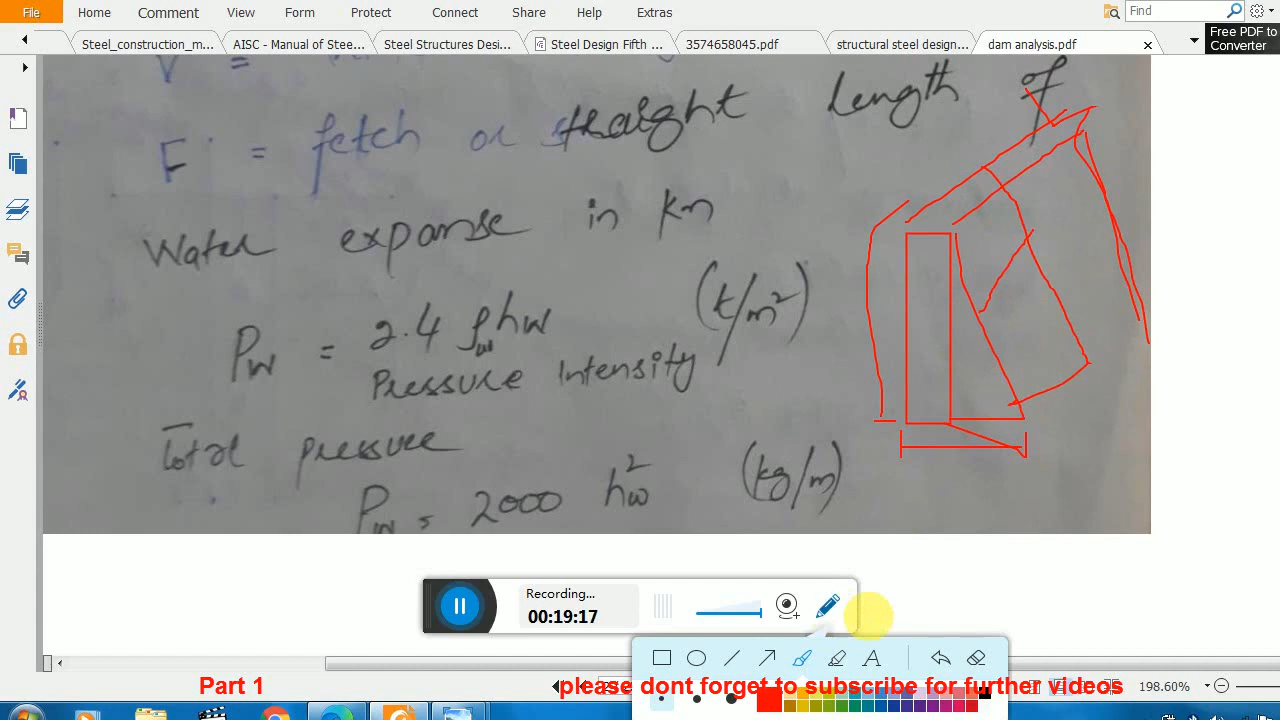 File Home Comment View Form Protect Connect Share Help Extras Find
Steel_construction_m... AISC - Manual of Stee... Steel Structures Desi... Steel Design Fifth ... 3574658045.pdf structural steel design... dam analysis.pdf
Free PDF to
Converter
V =
F = fetch or straight Length of
Water expanse in Km
Pw = 2.4 ρw hw (t/m²)
Pressure Intensity
Total pressure
Pw = 2000 hw² (kg/m)
Recording...
00:19:17
A
Part 1
please dont forget to subscribe for further videos
198.60%